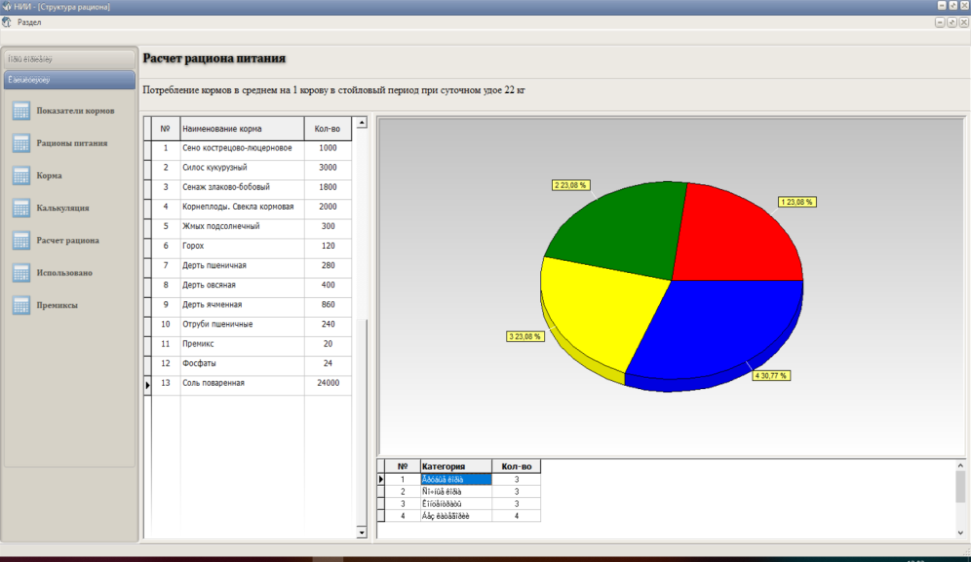 НИИ - [Структура рациона]
Раздел
Расчет рациона питания
Потребление кормов в среднем на 1 корову в стойловый период при суточном удое 22 кг
Показатели кормов
Рационы питания
Корма
Калькуляция
Расчет рациона
Использовано
Премиксы
№ Наименование корма Кол-во
1 Сено кострецово-люцерновое 1000
2 Силос кукурузный 3000
3 Сенаж злаково-бобовый 1800
4 Корнеплоды. Свекла кормовая 2000
5 Жмых подсолнечный 300
6 Горох 120
7 Дерть пшеничная 280
8 Дерть овсяная 400
9 Дерть ячменная 860
10 Отруби пшеничные 240
11 Премикс 20
12 Фосфаты 24
13 Соль поваренная 24000
2 23,08 %
1 23,08 %
3 23,08 %
4 30,77 %
№ Категория Кол-во
1 Ãðóáûå êîðìà 3
2 Ñî÷íûå êîðìà 3
3 Êîíöåíòðàòû 3
4 Áåç êàòåãîðèè 4